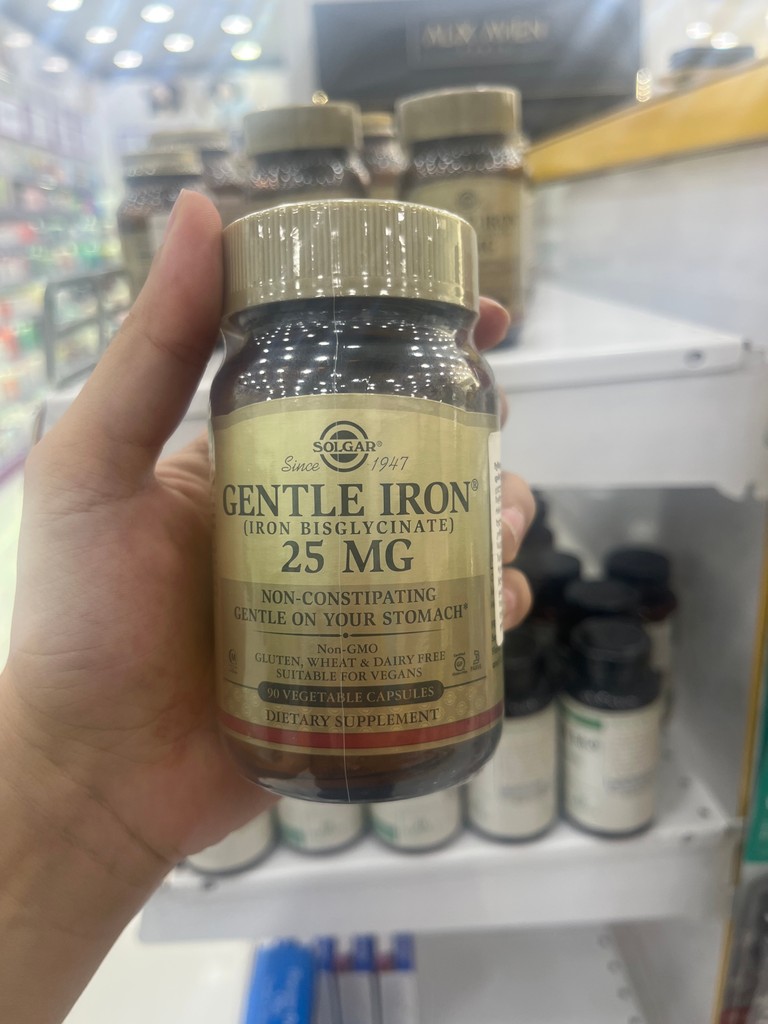 SOLGAR®
Since 1947
GENTLE IRON®
(IRON BISGLYCINATE)
25 MG
NON-CONSTIPATING
GENTLE ON YOUR STOMACH*
Non-GMO
GLUTEN, WHEAT & DAIRY FREE
SUITABLE FOR VEGANS
90 VEGETABLE CAPSULES
DIETARY SUPPLEMENT
IRON